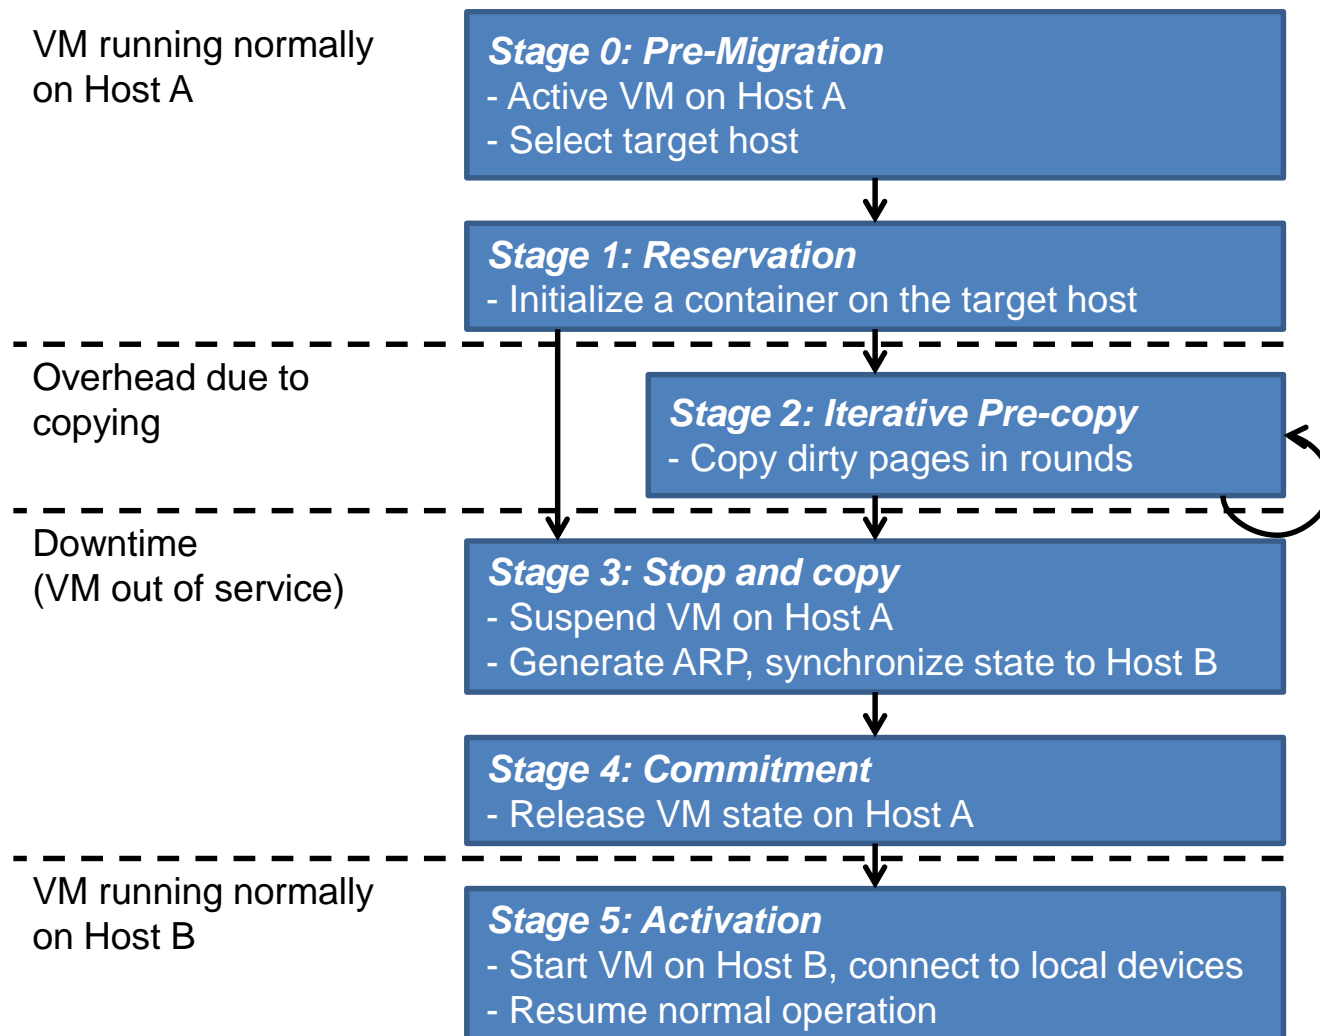 VM running normally
on Host A
Stage 0: Pre-Migration
- Active VM on Host A
- Select target host
Stage 1: Reservation
- Initialize a container on the target host
Overhead due to
copying
Stage 2: Iterative Pre-copy
- Copy dirty pages in rounds
Downtime
(VM out of service)
Stage 3: Stop and copy
- Suspend VM on Host A
- Generate ARP, synchronize state to Host B
Stage 4: Commitment
- Release VM state on Host A
VM running normally
on Host B
Stage 5: Activation
- Start VM on Host B, connect to local devices
- Resume normal operation